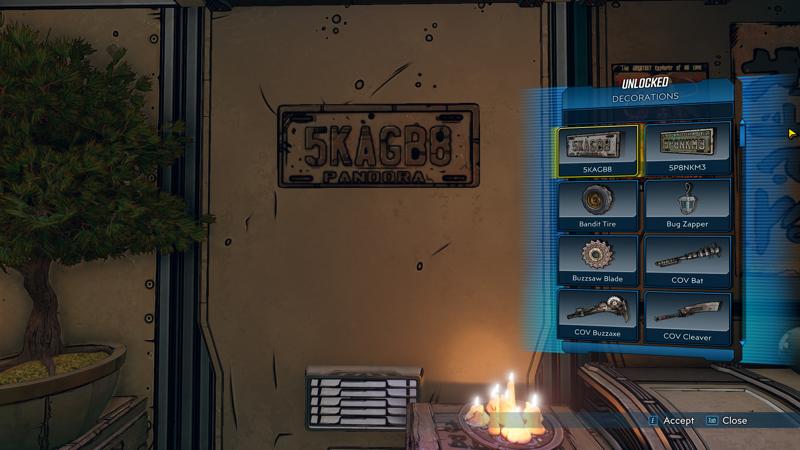 5KAGB8
PANDORA
UNLOCKED
DECORATIONS
5KAGB8
5P8NKM3
Bandit Tire
Bug Zapper
Buzzsaw Blade
COV Bat
COV Buzzaxe
COV Cleaver
E Accept
Tab Close